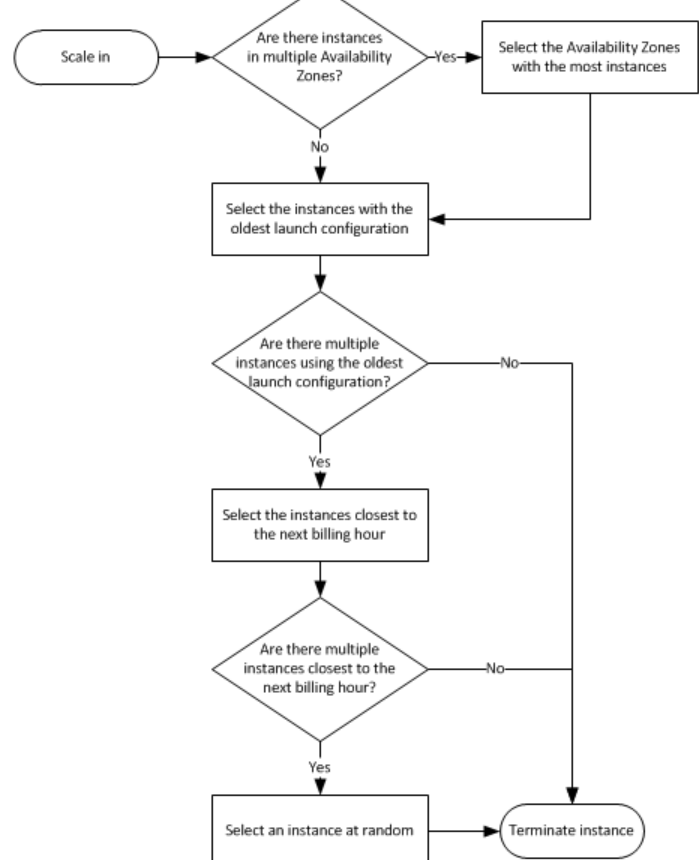 Scale in
Are there instances
in multiple Availability
Zones?
Yes
Select the Availability Zones
with the most instances
No
Select the instances with the
oldest launch configuration
Are there multiple
instances using the oldest
launch configuration?
No
Yes
Select the instances closest to
the next billing hour
Are there multiple
instances closest to the
next billing hour?
No
Yes
Select an instance at random
Terminate instance